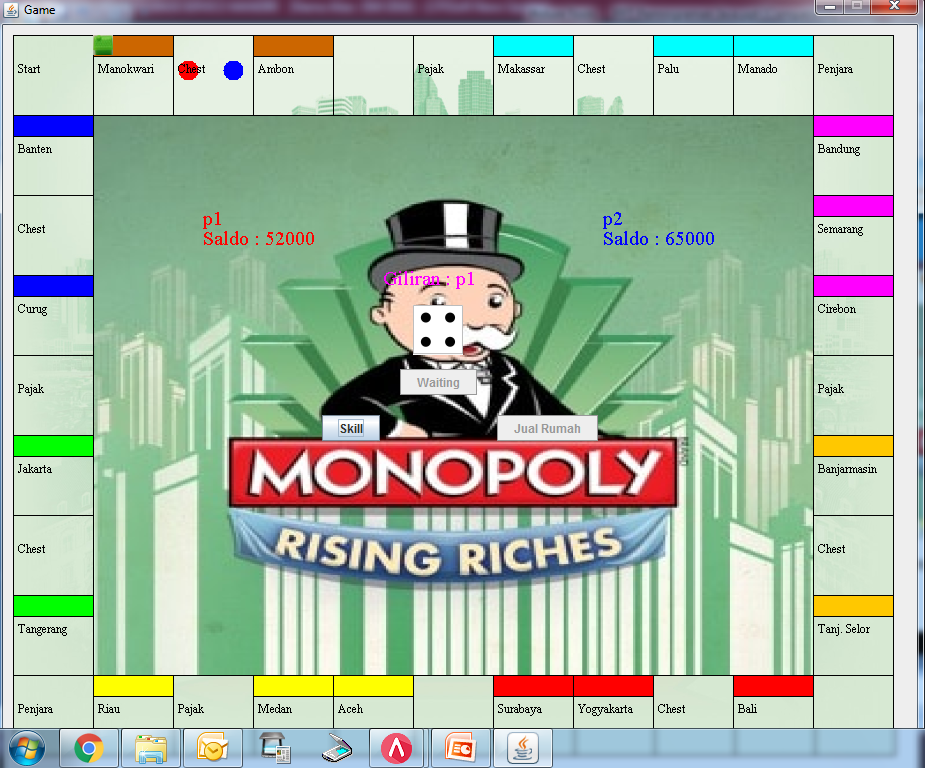 Game
Start
Manokwari
Chest
Ambon
Pajak
Makassar
Chest
Palu
Manado
Penjara
Banten
Bandung
Chest
Semarang
p1
Saldo : 52000
p2
Saldo : 65000
Giliran : p1
Curug
Cirebon
Waiting
Pajak
Pajak
Skill
Jual Rumah
Jakarta
Banjarmasin
MONOPOLY
RISING RICHES
Chest
Chest
Tangerang
Tanj. Selor
Penjara
Riau
Pajak
Medan
Aceh
Surabaya
Yogyakarta
Chest
Bali